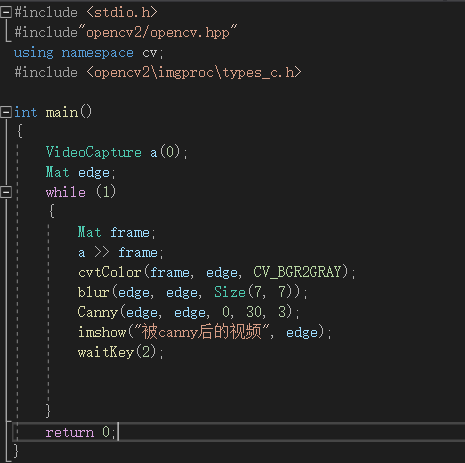 #include <stdio.h>
#include"opencv2/opencv.hpp"
using namespace cv;
#include <opencv2\imgproc\types_c.h>
int main()
{
VideoCapture a(0);
Mat edge;
while (1)
{
Mat frame;
a >> frame;
cvtColor(frame, edge, CV_BGR2GRAY);
blur(edge, edge, Size(7, 7));
Canny(edge, edge, 0, 30, 3);
imshow("被canny后的视频", edge);
waitKey(2);
}
return 0;
}